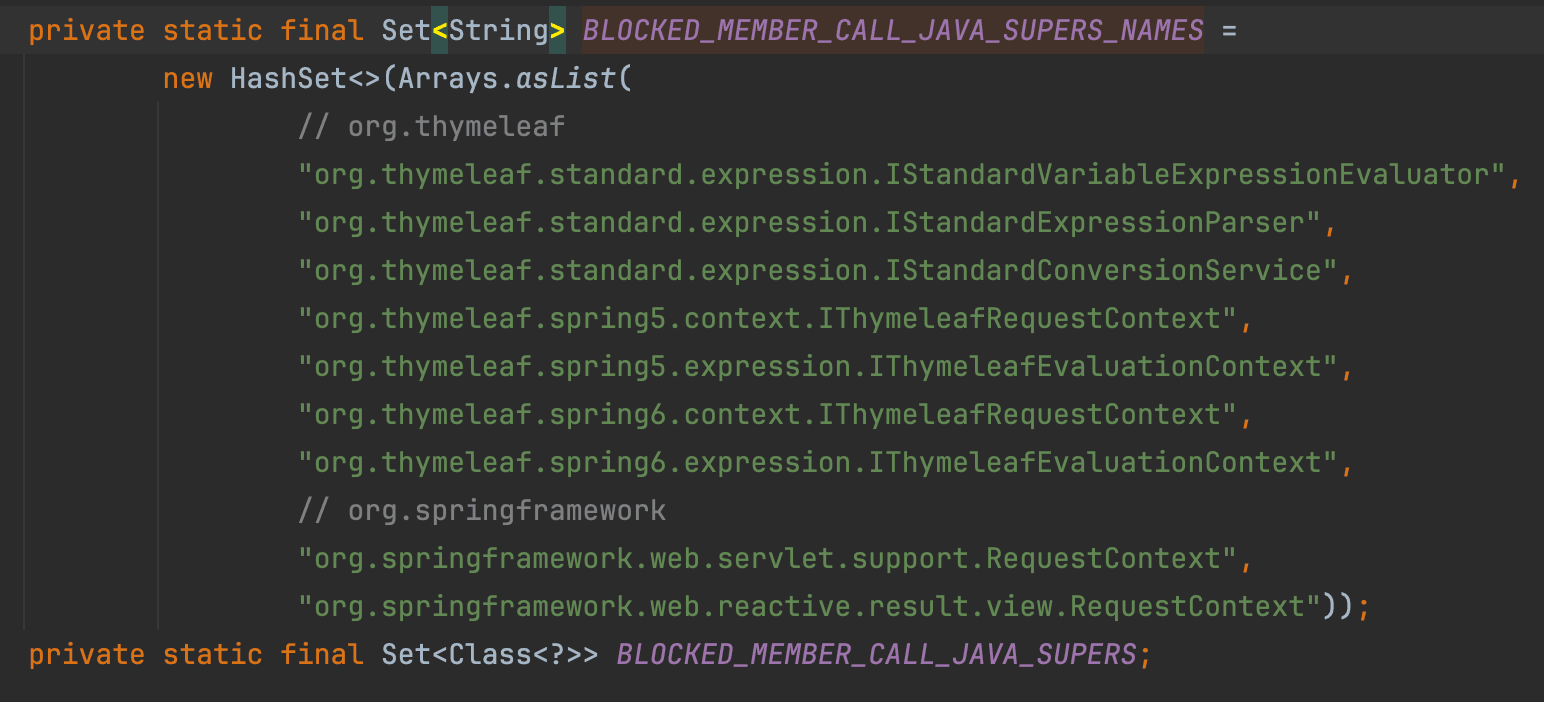 private static final Set<String> BLOCKED_MEMBER_CALL_JAVA_SUPERS_NAMES =
new HashSet<>(Arrays.asList(
// org.thymeleaf
"org.thymeleaf.standard.expression.IStandardVariableExpressionEvaluator",
"org.thymeleaf.standard.expression.IStandardExpressionParser",
"org.thymeleaf.standard.expression.IStandardConversionService",
"org.thymeleaf.spring5.context.IThymeleafRequestContext",
"org.thymeleaf.spring5.expression.IThymeleafEvaluationContext",
"org.thymeleaf.spring6.context.IThymeleafRequestContext",
"org.thymeleaf.spring6.expression.IThymeleafEvaluationContext",
// org.springframework
"org.springframework.web.servlet.support.RequestContext",
"org.springframework.web.reactive.result.view.RequestContext"));
private static final Set<Class<?>> BLOCKED_MEMBER_CALL_JAVA_SUPERS;